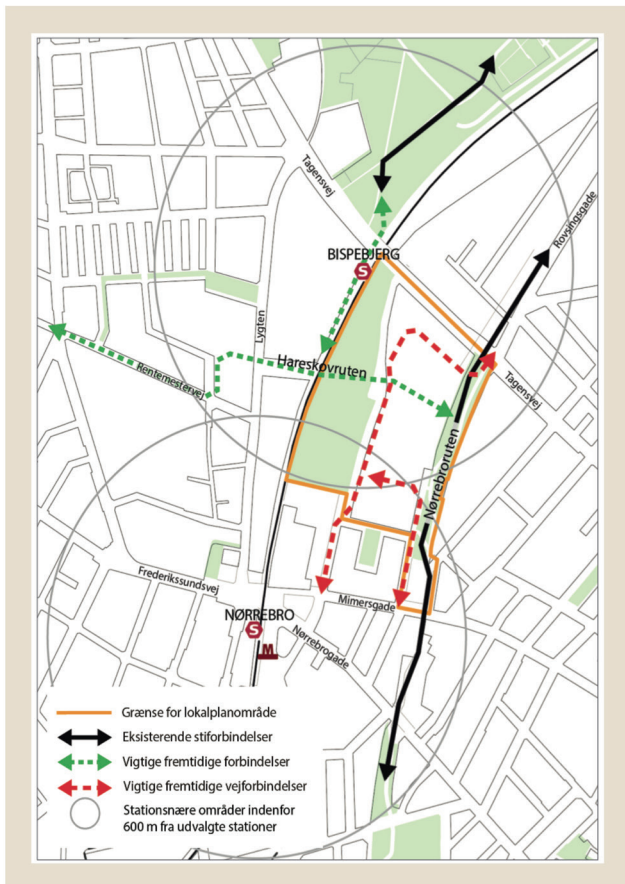 Tagensvej
Rovsingsgade
BISPEBJERG
S
Lygten
Hareskovruten
Rentemestervej
Tagensvej
Nørrebroruten
Frederikssundsvej
Mimersgade
NØRREBRO
S
Nørrebrogade
M
Grænse for lokalplanområde
Eksisterende stiforbindelser
Vigtige fremtidige forbindelser
Vigtige fremtidige vejforbindelser
Stationsnære områder indenfor
600 m fra udvalgte stationer